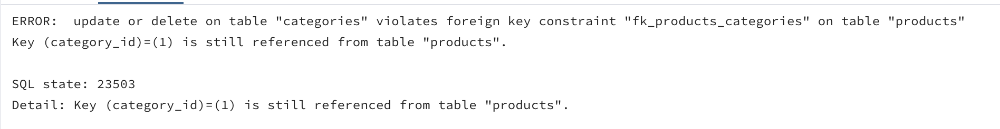 ERROR:  update or delete on table "categories" violates foreign key constraint "fk_products_categories" on table "products"
Key (category_id)=(1) is still referenced from table "products".
SQL state: 23503
Detail: Key (category_id)=(1) is still referenced from table "products".